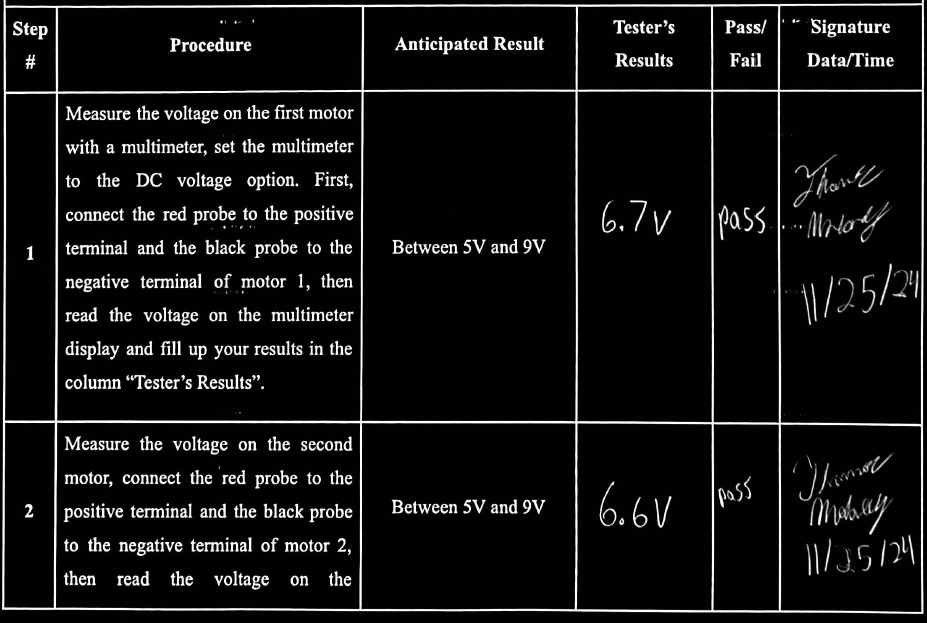 Step Procedure Anticipated Result Tester's Pass/ Signature
# Results Fail Data/Time
Measure the voltage on the first motor
with a multimeter, set the multimeter
to the DC voltage option. First,
connect the red probe to the positive
1 terminal and the black probe to the Between 5V and 9V 6.7V pass
negative terminal of motor 1, then
read the voltage on the multimeter 11/25/24
display and fill up your results in the
column “Tester’s Results”.
Measure the voltage on the second
motor, connect the red probe to the
2 positive terminal and the black probe Between 5V and 9V 6.6V pass
to the negative terminal of motor 2, 11/25/24
then read the voltage on the